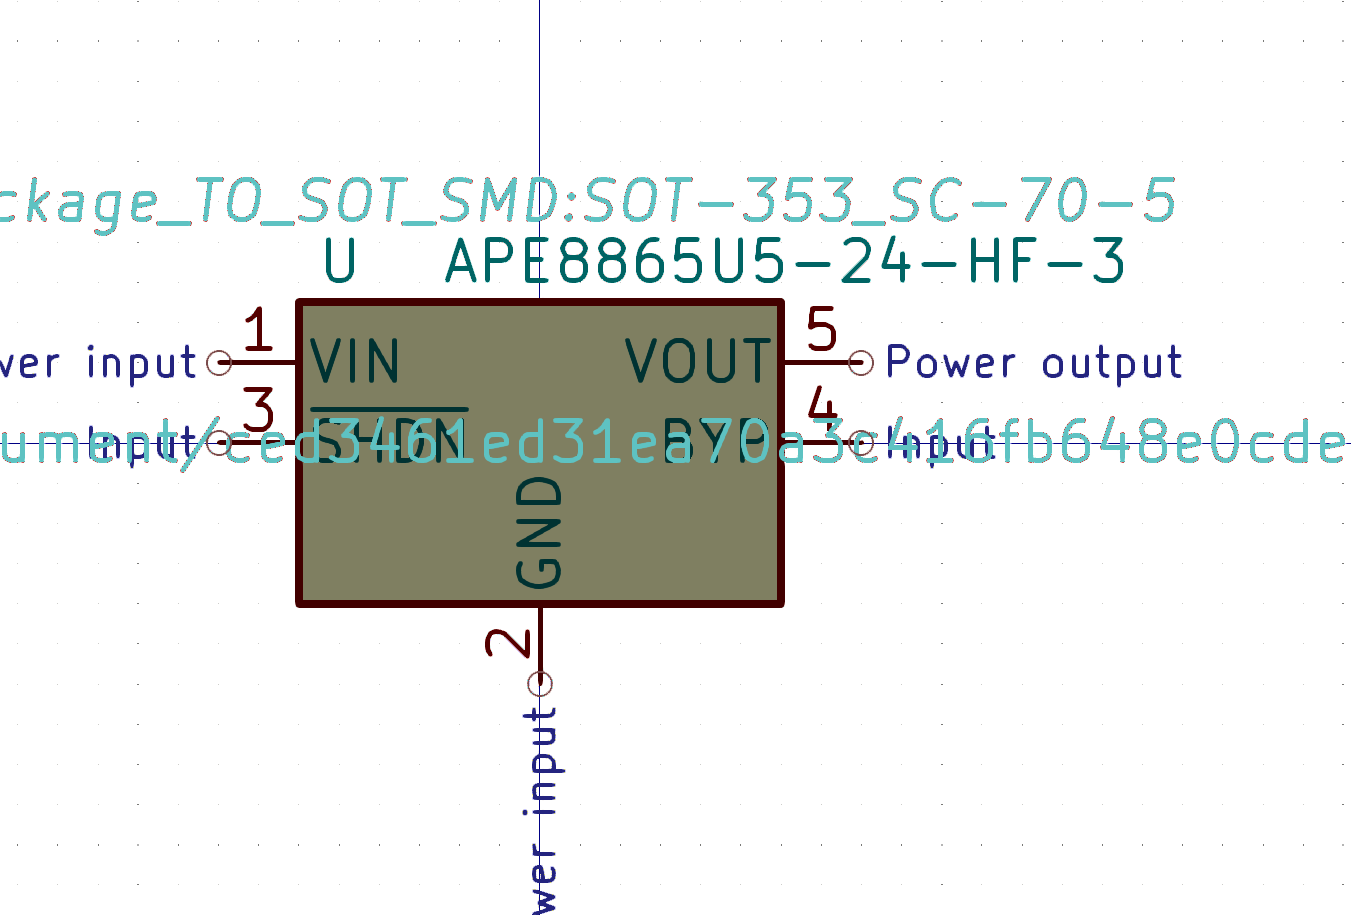 ckage_TO_SOT_SMD:SOT-353_SC-70-5
U APE8865U5-24-HF-3
1 5
wer input VIN VOUT Power output
3 4
Input SHDN BYP Input
ument/ced3461ed31ea70a3c416fb648e0cde
GND
2
wer input